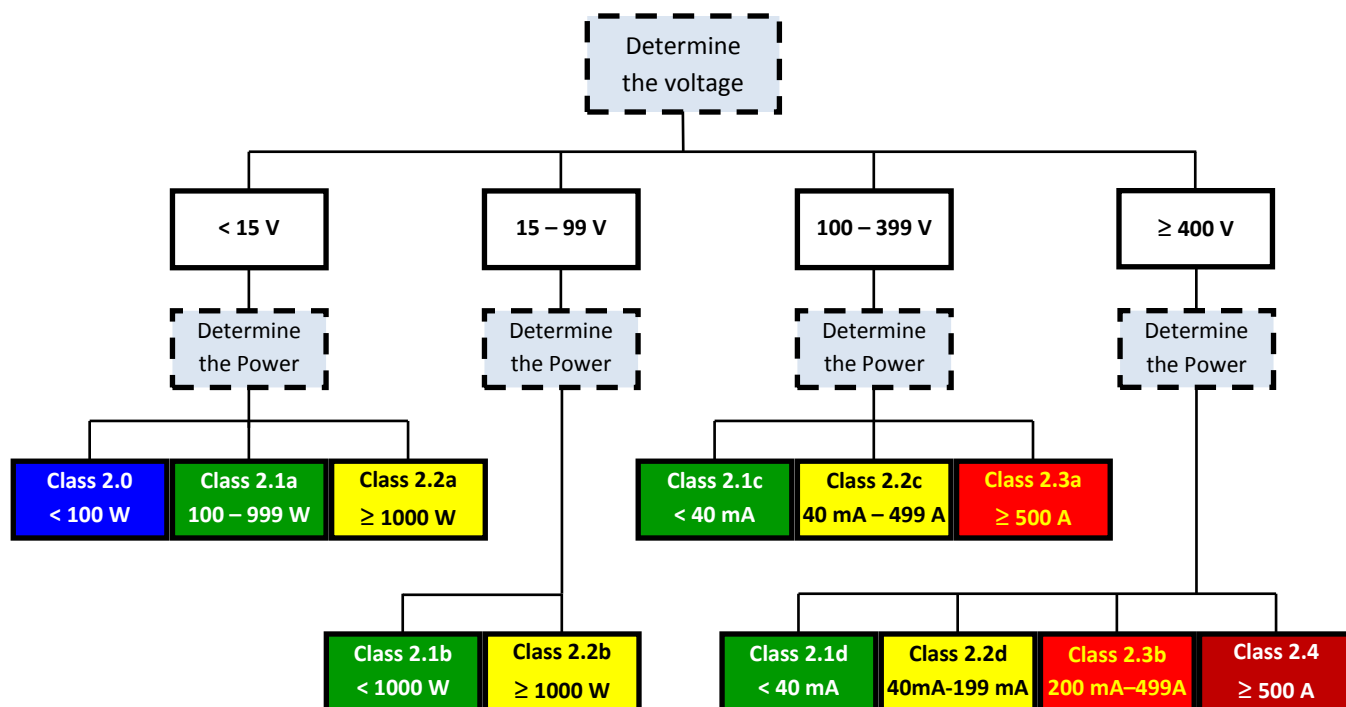 Determine
the voltage
< 15 V
15 – 99 V
100 – 399 V
≥ 400 V
Determine
the Power
Determine
the Power
Determine
the Power
Determine
the Power
Class 2.0
< 100 W
Class 2.1a
100 – 999 W
Class 2.2a
≥ 1000 W
Class 2.1c
< 40 mA
Class 2.2c
40 mA – 499 A
Class 2.3a
≥ 500 A
Class 2.1b
< 1000 W
Class 2.2b
≥ 1000 W
Class 2.1d
< 40 mA
Class 2.2d
40mA-199 mA
Class 2.3b
200 mA–499A
Class 2.4
≥ 500 A